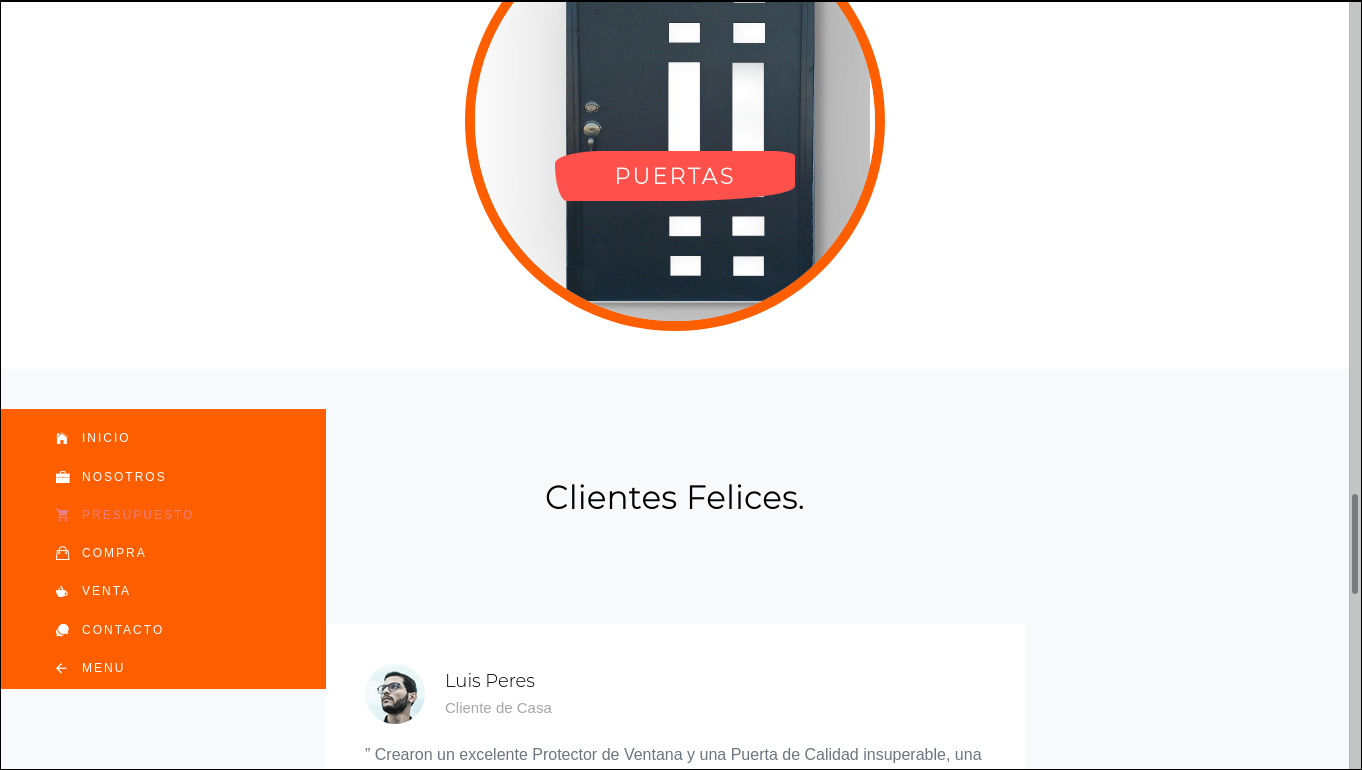 PUERTAS
INICIO
NOSOTROS
PRESUPUESTO
COMPRA
VENTA
CONTACTO
MENU
Clientes Felices.
Luis Peres
Cliente de Casa
” Crearon un excelente Protector de Ventana y una Puerta de Calidad insuperable, una